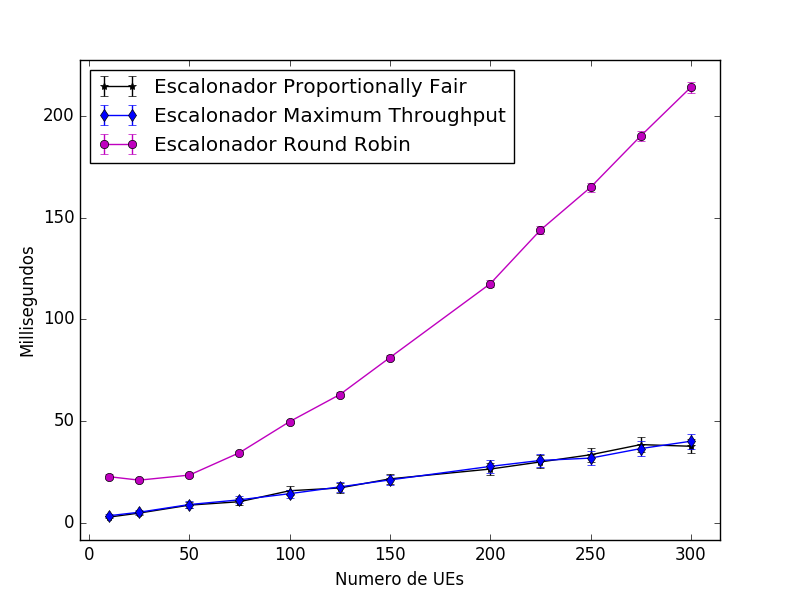 Escalonador Proportionally Fair
Escalonador Maximum Throughput
Escalonador Round Robin
200
150
100
50
0
Millisegundos
0 50 100 150 200 250 300
Numero de UEs